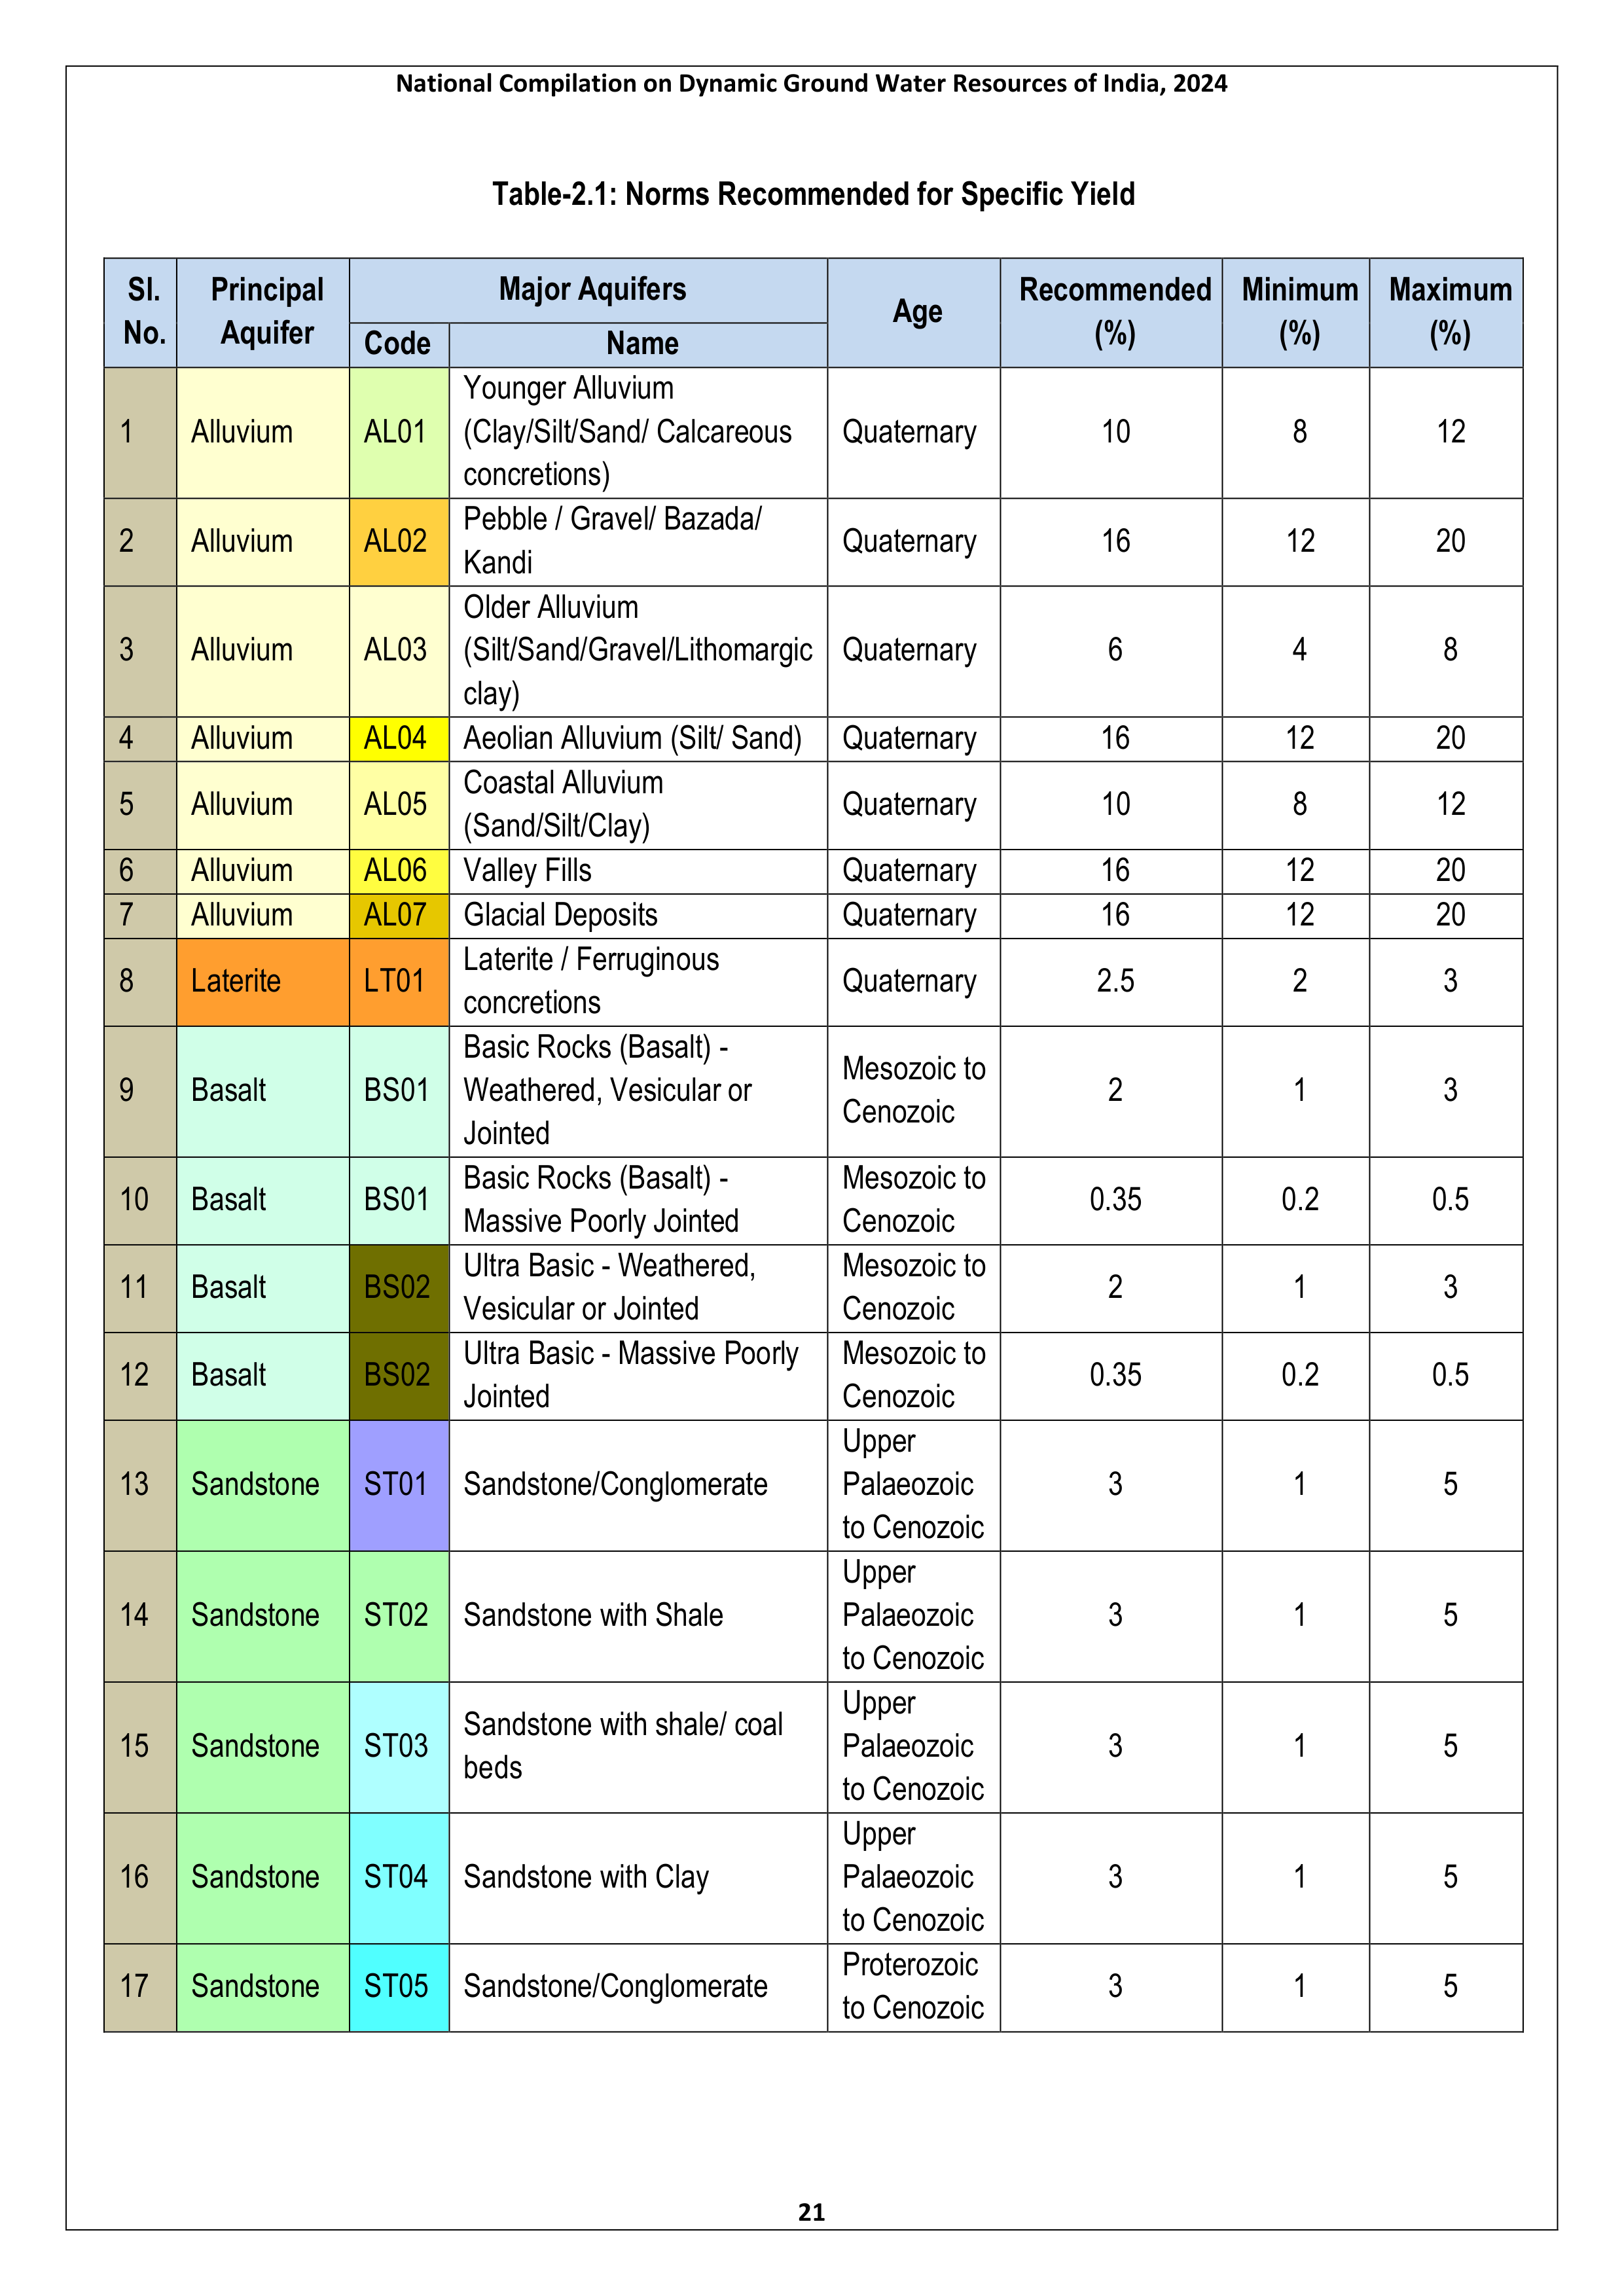 National Compilation on Dynamic Ground Water Resources of India, 2024
Table-2.1: Norms Recommended for Specific Yield
Sl. No. Principal Aquifer Major Aquifers Age Recommended (%) Minimum (%) Maximum (%)
Code Name
1 Alluvium AL01 Younger Alluvium (Clay/Silt/Sand/ Calcareous concretions) Quaternary 10 8 12
2 Alluvium AL02 Pebble / Gravel/ Bazada/ Kandi Quaternary 16 12 20
3 Alluvium AL03 Older Alluvium (Silt/Sand/Gravel/Lithomargic clay) Quaternary 6 4 8
4 Alluvium AL04 Aeolian Alluvium (Silt/ Sand) Quaternary 16 12 20
5 Alluvium AL05 Coastal Alluvium (Sand/Silt/Clay) Quaternary 10 8 12
6 Alluvium AL06 Valley Fills Quaternary 16 12 20
7 Alluvium AL07 Glacial Deposits Quaternary 16 12 20
8 Laterite LT01 Laterite / Ferruginous concretions Quaternary 2.5 2 3
9 Basalt BS01 Basic Rocks (Basalt) - Weathered, Vesicular or Jointed Mesozoic to Cenozoic 2 1 3
10 Basalt BS01 Basic Rocks (Basalt) - Massive Poorly Jointed Mesozoic to Cenozoic 0.35 0.2 0.5
11 Basalt BS02 Ultra Basic - Weathered, Vesicular or Jointed Mesozoic to Cenozoic 2 1 3
12 Basalt BS02 Ultra Basic - Massive Poorly Jointed Mesozoic to Cenozoic 0.35 0.2 0.5
13 Sandstone ST01 Sandstone/Conglomerate Upper Palaeozoic to Cenozoic 3 1 5
14 Sandstone ST02 Sandstone with Shale Upper Palaeozoic to Cenozoic 3 1 5
15 Sandstone ST03 Sandstone with shale/ coal beds Upper Palaeozoic to Cenozoic 3 1 5
16 Sandstone ST04 Sandstone with Clay Upper Palaeozoic to Cenozoic 3 1 5
17 Sandstone ST05 Sandstone/Conglomerate Proterozoic to Cenozoic 3 1 5
21